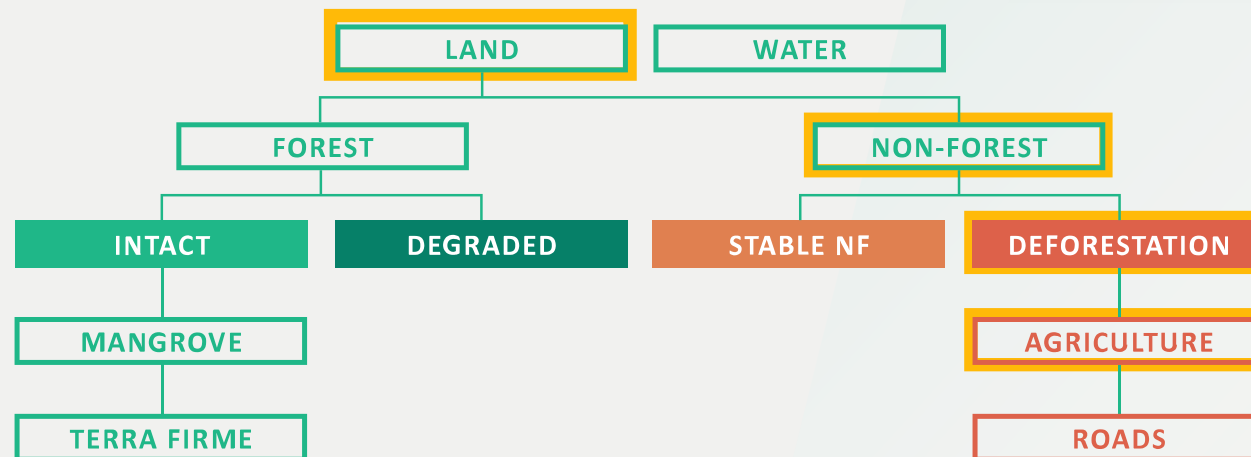 LAND
WATER
FOREST
NON-FOREST
INTACT
DEGRADED
STABLE NF
DEFORESTATION
MANGROVE
AGRICULTURE
TERRA FIRME
ROADS